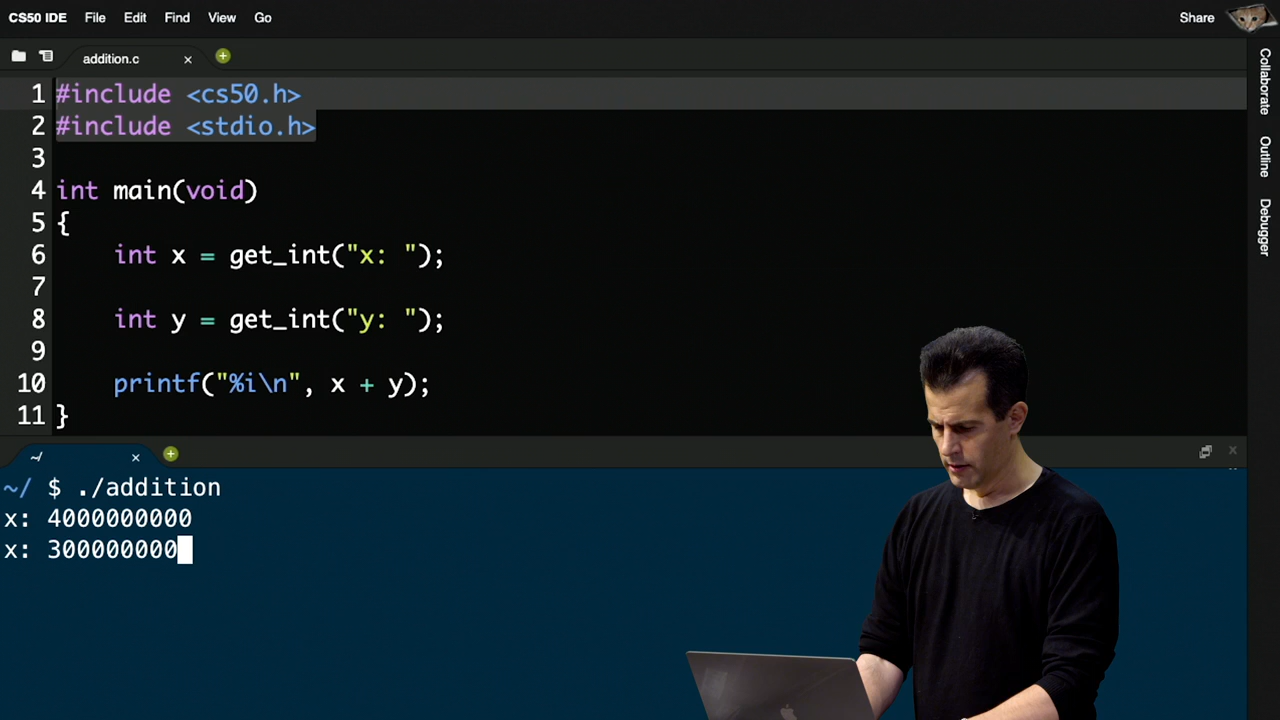 CS50 IDE File Edit Find View Go Share
addition.c
1 #include <cs50.h>
2 #include <stdio.h>
3
4 int main(void)
5 {
6     int x = get_int("x: ");
7
8     int y = get_int("y: ");
9
10     printf("%i\n", x + y);
11 }
~/
~/ $ ./addition
x: 4000000000
x: 300000000
Collaborate
Outline
Debugger